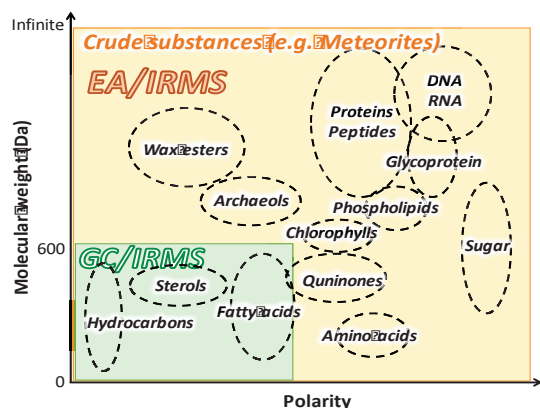 Infinite
Crude substances (e.g. Meteorites)
EA/IRMS
DNA
RNA
Proteins
Peptides
Wax esters
Glycoprotein
Archaeols
Phospholipids
Chlorophylls
Sugar
Molecular weight (Da)
600
GC/IRMS
Sterols
Quninones
Fatty acids
Hydrocarbons
Amino acids
0
Polarity